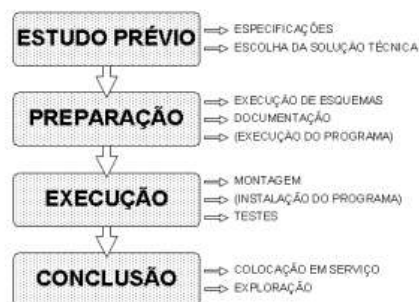 ESTUDO PRÉVIO
ESPECIFICAÇÕES
ESCOLHA DA SOLUÇÃO TÉCNICA
PREPARAÇÃO
EXECUÇÃO DE ESQUEMAS
DOCUMENTAÇÃO
(EXECUÇÃO DO PROGRAMA)
EXECUÇÃO
MONTAGEM
(INSTALAÇÃO DO PROGRAMA)
TESTES
CONCLUSÃO
COLOCAÇÃO EM SERVIÇO
EXPLORAÇÃO